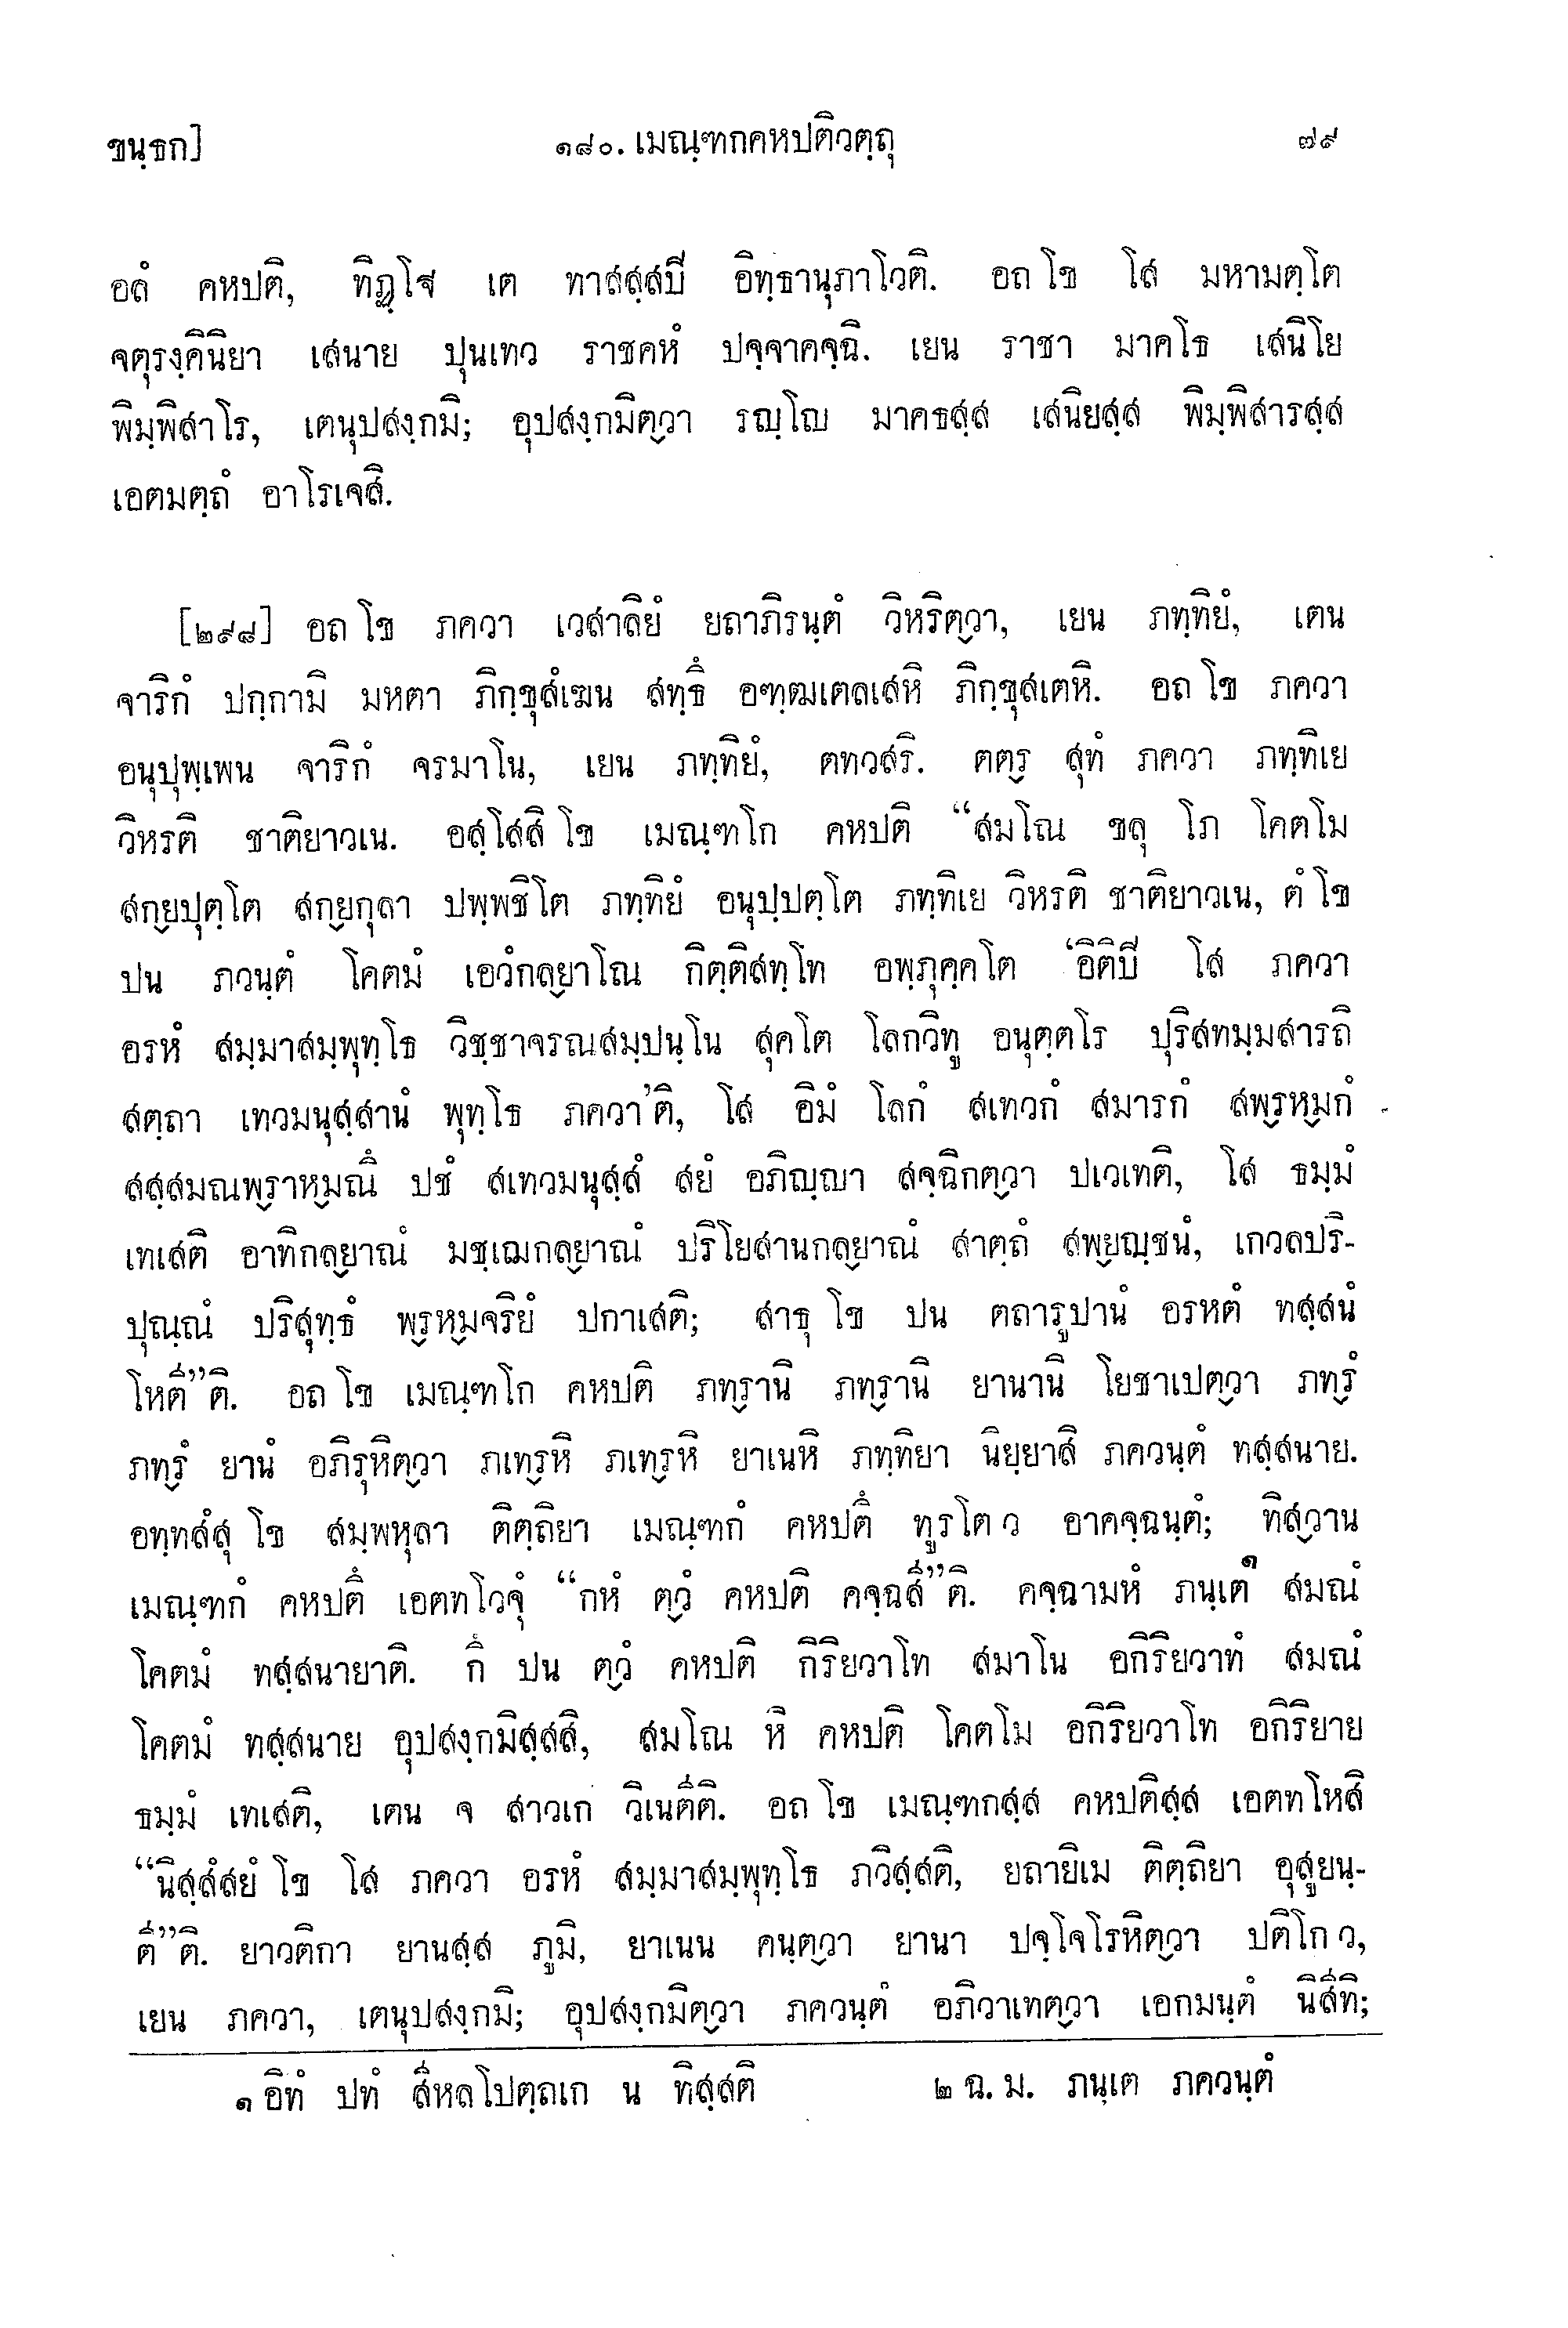 ขนฺธก]
๑๘๐. เมณฺฑกคหปติวตฺถุ
๗๙
อลํ คหปติ, ทิฏฺโฐ เต ทาสสฺสปี อิทฺธานุภาโวติ. อถ โข โส มหามตฺโต
จตุรงฺคินิยา เสนาย ปุนเทว ราชคหํ ปจฺจาคจฺฉิ. เยน ราชา มาคโธ เสนิโย
พิมฺพิสาโร, เตนุปสงฺกมิ; อุปสงฺกมิตฺวา รญฺโญ มาคธสฺส เสนิยสฺส พิมฺพิสารสฺส
เอตมตฺถํ อาโรเจสิ.
[๒๙๘] อถ โข ภควา เวสาลิยํ ยถาภิรนฺตํ วิหริตฺวา, เยน ภทฺทิยํ, เตน
จาริกํ ปกฺกามิ มหตา ภิกฺขุสํเฆน สทฺธึ อฑฺฒเตลเสหิ ภิกฺขุสเตหิ. อถ โข ภควา
อนุปุพฺเพน จาริกํ จรมาโน, เยน ภทฺทิยํ, ตทวสริ. ตตฺร สุทํ ภควา ภทฺทิเย
วิหรติ ชาติยาวเน. อสฺโสสิ โข เมณฺฑโก คหปติ “สมโณ ขลุ โภ โคตโม
สกฺยปุตฺโต สกฺยกุลา ปพฺพชิโต ภทฺทิยํ อนุปฺปตฺโต ภทฺทิเย วิหรติ ชาติยาวเน, ตํ โข
ปน ภวนฺตํ โคตมํ เอวํกลฺยาโณ กิตฺติสทฺโท อพฺภุคฺคโต ‘อิติปี โส ภควา
อรหํ สมฺมาสมฺพุทฺโธ วิชฺชาจรณสมฺปนฺโน สุคโต โลกวิทู อนุตฺตโร ปุริสทมฺมสารถิ
สตฺถา เทวมนุสฺสานํ พุทฺโธ ภควา’ติ, โส อิมํ โลกํ สเทวกํ สมารกํ สพฺรหฺมกํ
สสฺสมณพฺราหฺมณึ ปชํ สเทวมนุสฺสํ สยํ อภิญฺญา สจฺฉิกตฺวา ปเวเทติ, โส ธมฺมํ
เทเสติ อาทิกลฺยาณํ มชฺเฌกลฺยาณํ ปริโยสานกลฺยาณํ สาตฺถํ สพฺยญฺชนํ, เกวลปริ-
ปุณฺณํ ปริสุทฺธํ พฺรหฺมจริยํ ปกาเสติ; สาธุ โข ปน ตถารูปานํ อรหตํ ทสฺสนํ
โหตี”ติ. อถ โข เมณฺฑโก คหปติ ภทฺรานิ ภทฺรานิ ยานานิ โยชาเปตฺวา ภทฺรํ
ภทฺรํ ยานํ อภิรุหิตฺวา ภเทฺรหิ ภเทฺรหิ ยาเนหิ ภทฺทิยา นิยฺยาสิ ภควนฺตํ ทสฺสนาย.
อทฺทสํสุ โข สมฺพหุลา ติตฺถิยา เมณฺฑกํ คหปตึ ทูรโต ว อาคจฺฉนฺตํ; ทิสฺวาน
เมณฺฑกํ คหปตึ เอตทโวจุํ “กหํ ตฺวํ คหปติ คจฺฉสี”ติ. คจฺฉามหํ ภนฺเต๑ สมณํ
โคตมํ ทสฺสนายาติ. กึ ปน ตฺวํ คหปติ กิริยวาโท สมาโน อกิริยวาทํ สมณํ
โคตมํ ทสฺสนาย อุปสงฺกมิสฺสสิ, สมโณ หิ คหปติ โคตโม อกิริยวาโท อกิริยาย
ธมฺมํ เทเสติ, เตน จ สาวเก วิเนตีติ. อถ โข เมณฺฑกสฺส คหปติสฺส เอตทโหสิ
“นิสฺสํสยํ โข โส ภควา อรหํ สมฺมาสมฺพุทฺโธ ภวิสฺสติ, ยถายิเม ติตฺถิยา อุสูยนฺ-
ตี”ติ. ยาวติกา ยานสฺส ภูมิ, ยาเนน คนฺตฺวา ยานา ปจฺโจโรหิตฺวา ปติโก ว,
เยน ภควา, เตนุปสงฺกมิ; อุปสงฺกมิตฺวา ภควนฺตํ อภิวาเทตฺวา เอกมนฺตํ นิสีทิ;
๑ อิทํ ปทํ สีหลโปตฺถเก น ทิสฺสติ
๒ ฉ. ม. ภนฺเต ภควนฺตํ